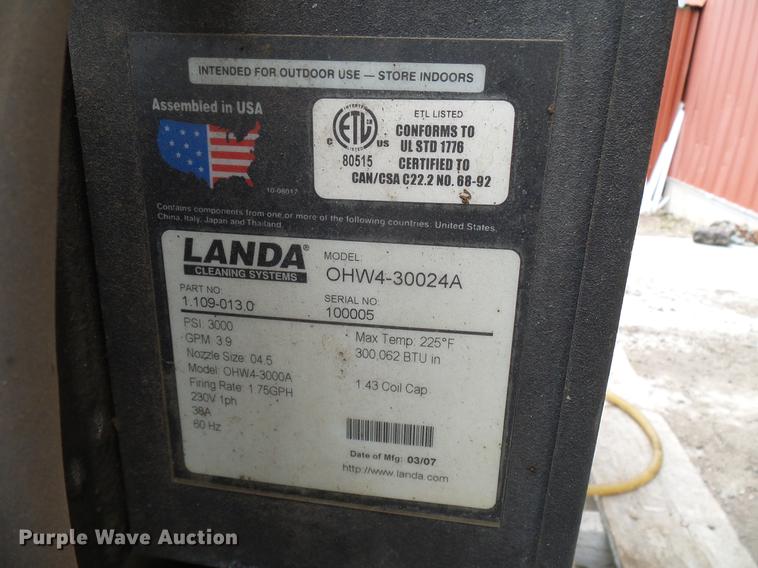 INTENDED FOR OUTDOOR USE — STORE INDOORS
Assembled in USA
10-08017
INTERTEK
ETL CM
LISTED
C US
80515
ETL LISTED
CONFORMS TO
UL STD 1776
CERTIFIED TO
CAN/CSA C22.2 NO. 68-92
Contains components from one or more of the following countries: United States,
China, Italy, Japan and Thailand.
LANDA®
CLEANING SYSTEMS
MODEL:
OHW4-30024A
PART NO:
1.109-013.0
SERIAL NO:
100005
PSI: 3000
GPM: 3.9
Nozzle Size: 04.5
Model: OHW4-3000A
Firing Rate: 1.75GPH
230V 1ph
38A
60 Hz
Max Temp: 225°F
300,062 BTU in
1.43 Coil Cap
Date of Mfg: 03/07
http://www.landa.com
Purple Wave Auction